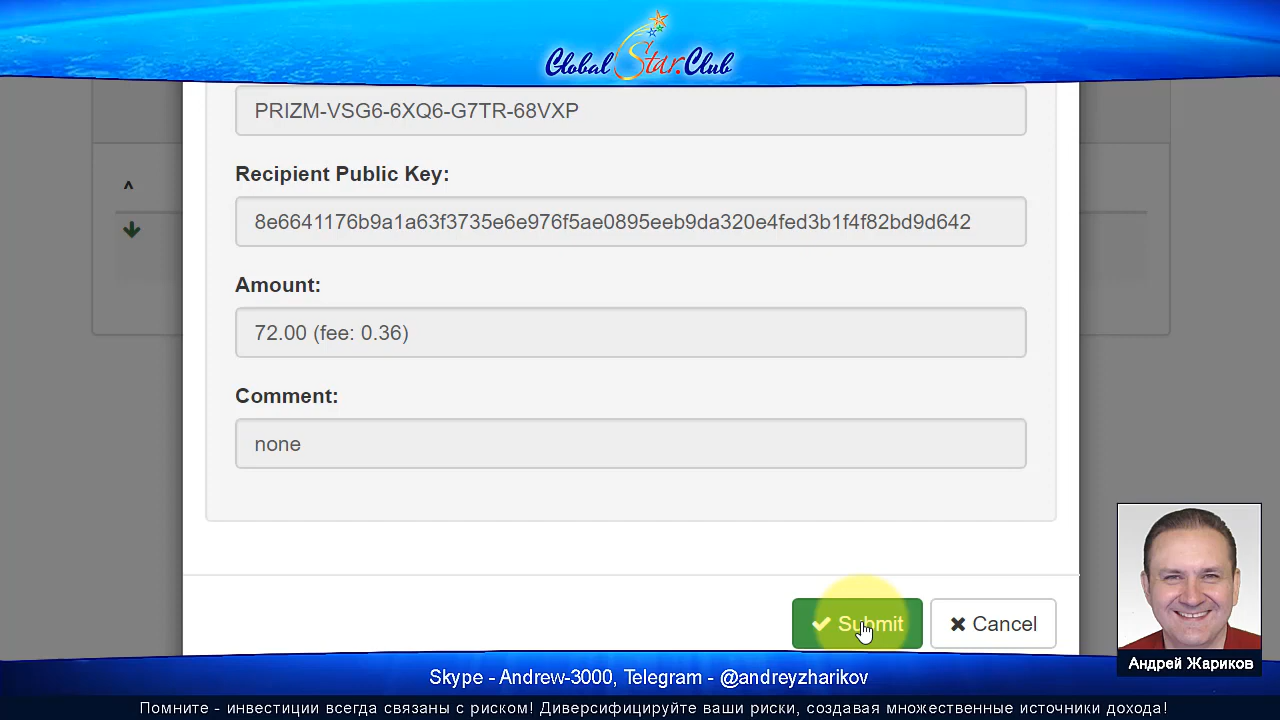 Global Star.Club
PRIZM-VSG6-6XQ6-G7TR-68VXP
Recipient Public Key:
8e6641176b9a1a63f3735e6e976f5ae0895eeb9da320e4fed3b1f4f82bd9d642
Amount:
72.00 (fee: 0.36)
Comment:
none
Submit
Cancel
Андрей Жариков
Skype - Andrew-3000, Telegram - @andreyzharikov
Помните - инвестиции всегда связаны с риском! Диверсифицируйте ваши риски, создавая множественные источники дохода!